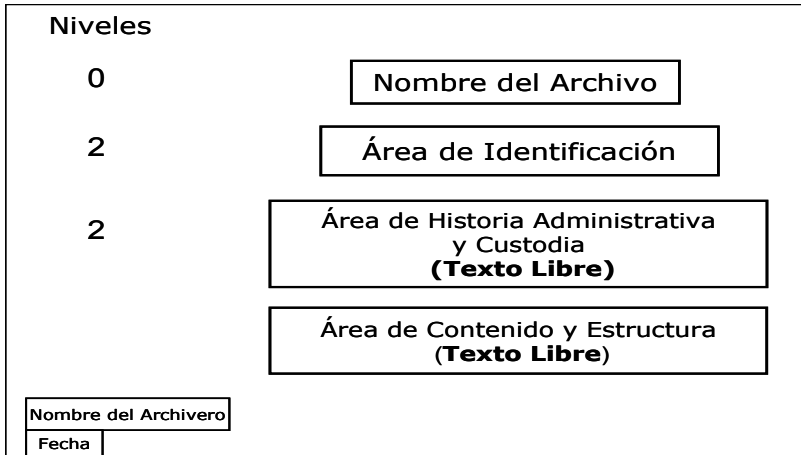 Niveles
0
Nombre del Archivo
2
Área de Identificación
2
Área de Historia Administrativa
y Custodia
(Texto Libre)
Área de Contenido y Estructura
(Texto Libre)
Nombre del Archivero
Fecha